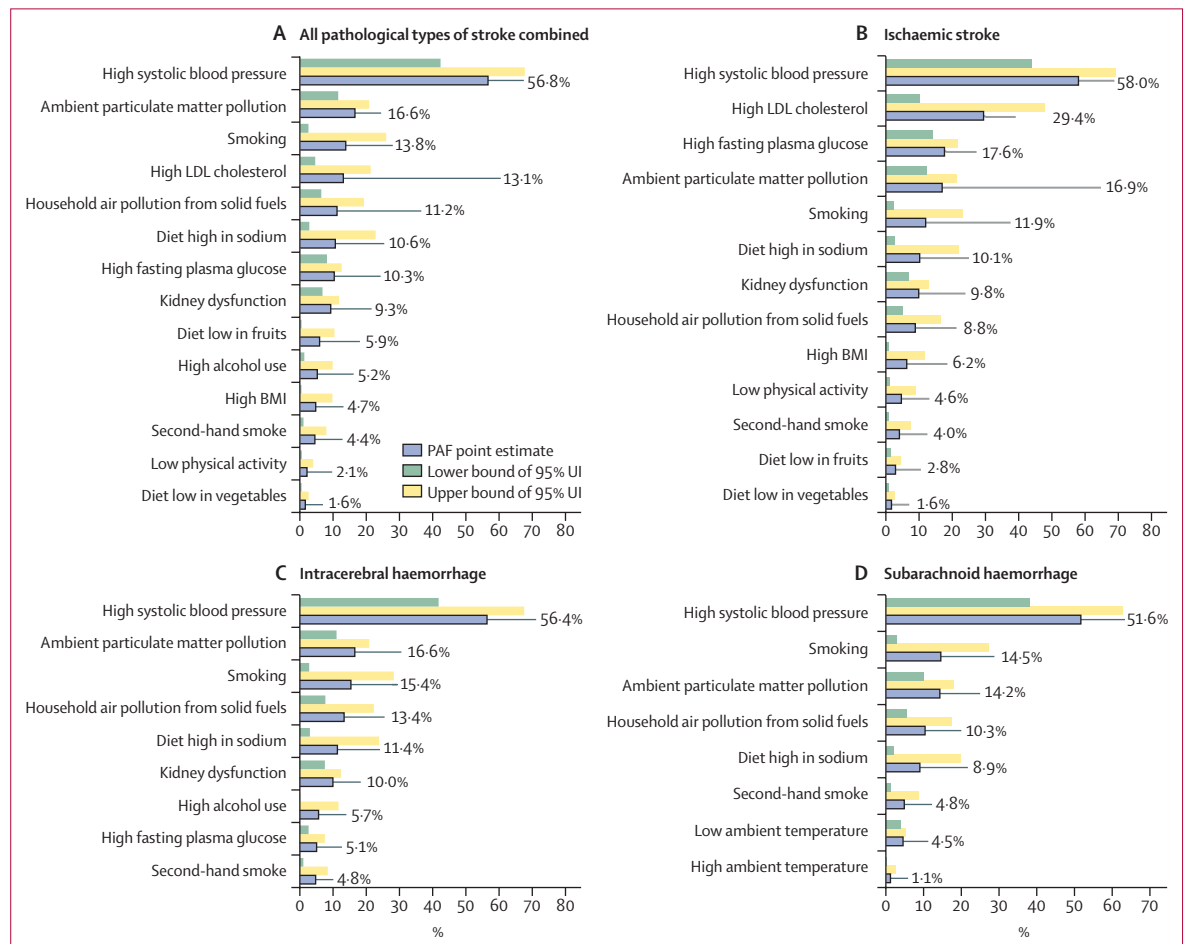 A All pathological types of stroke combined
High systolic blood pressure 56·8%
Ambient particulate matter pollution 16·6%
Smoking 13·8%
High LDL cholesterol 13·1%
Household air pollution from solid fuels 11·2%
Diet high in sodium 10·6%
High fasting plasma glucose 10·3%
Kidney dysfunction 9·3%
Diet low in fruits 5·9%
High alcohol use 5·2%
High BMI 4·7%
Second-hand smoke 4·4%
Low physical activity 2·1%
Diet low in vegetables 1·6%
PAF point estimate
Lower bound of 95% UI
Upper bound of 95% UI
0 10 20 30 40 50 60 70 80
B Ischaemic stroke
High systolic blood pressure 58·0%
High LDL cholesterol 29·4%
High fasting plasma glucose 17·6%
Ambient particulate matter pollution 16·9%
Smoking 11·9%
Diet high in sodium 10·1%
Kidney dysfunction 9·8%
Household air pollution from solid fuels 8·8%
High BMI 6·2%
Low physical activity 4·6%
Second-hand smoke 4·0%
Diet low in fruits 2·8%
Diet low in vegetables 1·6%
0 10 20 30 40 50 60 70 80
C Intracerebral haemorrhage
High systolic blood pressure 56·4%
Ambient particulate matter pollution 16·6%
Smoking 15·4%
Household air pollution from solid fuels 13·4%
Diet high in sodium 11·4%
Kidney dysfunction 10·0%
High alcohol use 5·7%
High fasting plasma glucose 5·1%
Second-hand smoke 4·8%
0 10 20 30 40 50 60 70 80
%
D Subarachnoid haemorrhage
High systolic blood pressure 51·6%
Smoking 14·5%
Ambient particulate matter pollution 14·2%
Household air pollution from solid fuels 10·3%
Diet high in sodium 8·9%
Second-hand smoke 4·8%
Low ambient temperature 4·5%
High ambient temperature 1·1%
0 10 20 30 40 50 60 70
%